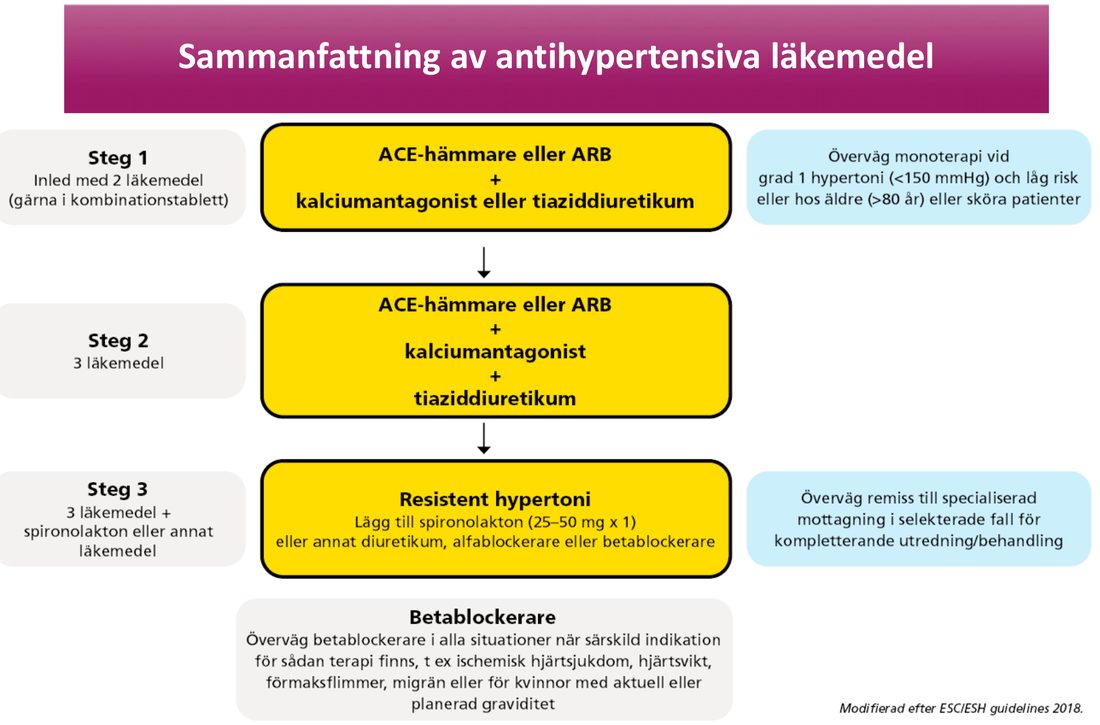 Sammanfattning av antihypertensiva läkemedel
Steg 1
Inled med 2 läkemedel
(gärna i kombinationstablett)
ACE-hämmare eller ARB
+
kalciumantagonist eller tiaziddiuretikum
Överväg monoterapi vid
grad 1 hypertoni (<150 mmHg) och låg risk
eller hos äldre (>80 år) eller sköra patienter
Steg 2
3 läkemedel
ACE-hämmare eller ARB
+
kalciumantagonist
+
tiaziddiuretikum
Steg 3
3 läkemedel +
spironolakton eller annat
läkemedel
Resistent hypertoni
Lägg till spironolakton (25–50 mg x 1)
eller annat diuretikum, alfablockerare eller betablockerare
Överväg remiss till specialiserad
mottagning i selekterade fall för
kompletterande utredning/behandling
Betablockerare
Överväg betablockerare i alla situationer när särskild indikation
för sådan terapi finns, t ex ischemisk hjärtsjukdom, hjärtsvikt,
förmaksflimmer, migrän eller för kvinnor med aktuell eller
planerad graviditet
Modifierad efter ESC/ESH guidelines 2018.